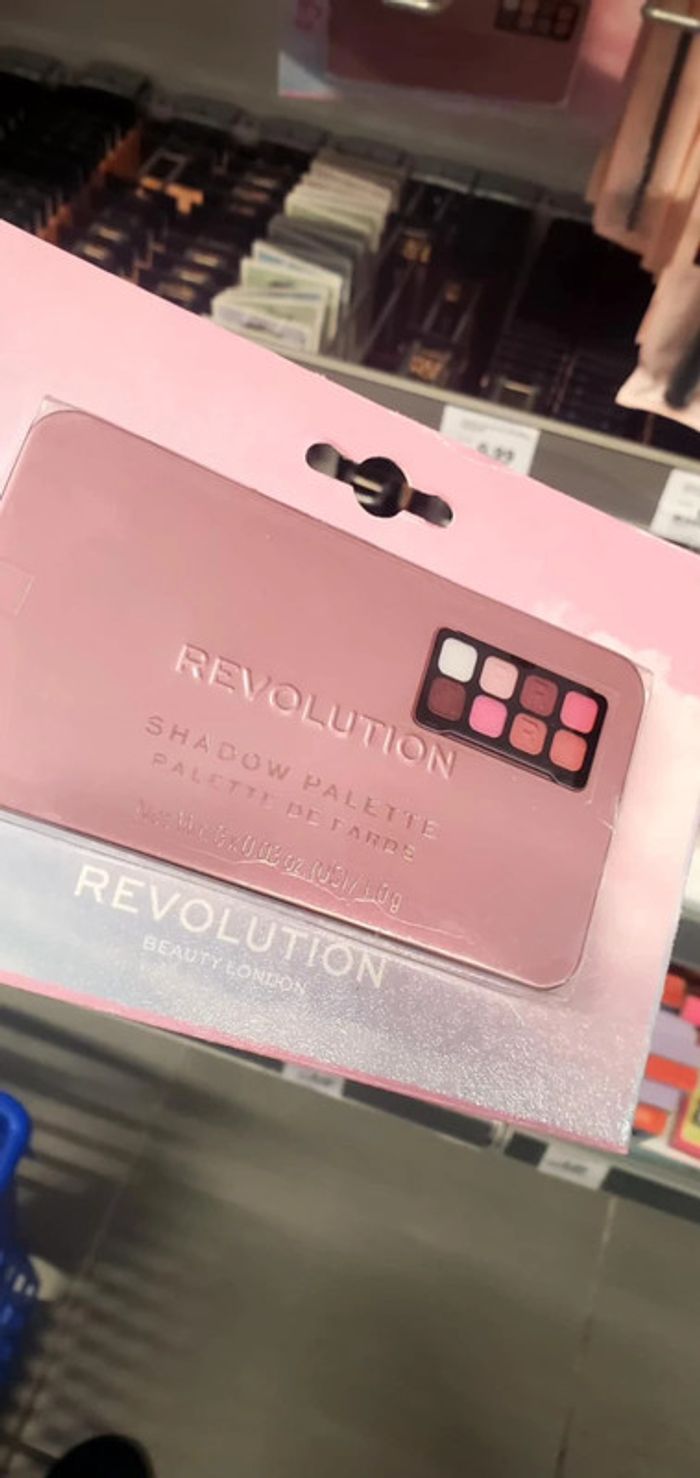 REVOLUTION
SHADOW PALETTE
PALETTE DE FARDS
REVOLUTION
BEAUTY LONDON